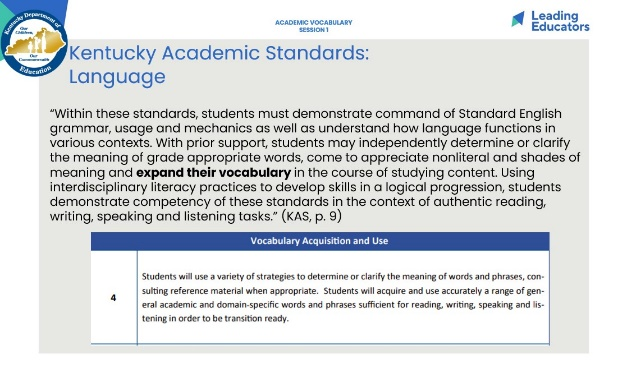 Kentucky Department of
Our
Children,
Our
Commonwealth
Education
ACADEMIC VOCABULARY
SESSION 1
Leading
Educators
Kentucky Academic Standards:
Language
“Within these standards, students must demonstrate command of Standard English
grammar, usage and mechanics as well as understand how language functions in
various contexts. With prior support, students may independently determine or clarify
the meaning of grade appropriate words, come to appreciate nonliteral and shades of
meaning and expand their vocabulary in the course of studying content. Using
interdisciplinary literacy practices to develop skills in a logical progression, students
demonstrate competency of these standards in the context of authentic reading,
writing, speaking and listening tasks.” (KAS, p. 9)
Vocabulary Acquisition and Use
4
Students will use a variety of strategies to determine or clarify the meaning of words and phrases, con-
sulting reference material when appropriate. Students will acquire and use accurately a range of gen-
eral academic and domain-specific words and phrases sufficient for reading, writing, speaking and lis-
tening in order to be transition ready.